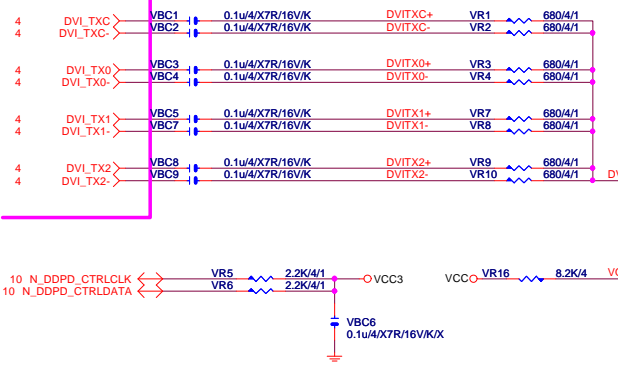 4 DVI_TXC VBC1 0.1u/4/X7R/16V/K DVITXC+ VR1 680/4/1
4 DVI_TXC- VBC2 0.1u/4/X7R/16V/K DVITXC- VR2 680/4/1
4 DVI_TX0 VBC3 0.1u/4/X7R/16V/K DVITX0+ VR3 680/4/1
4 DVI_TX0- VBC4 0.1u/4/X7R/16V/K DVITX0- VR4 680/4/1
4 DVI_TX1 VBC5 0.1u/4/X7R/16V/K DVITX1+ VR7 680/4/1
4 DVI_TX1- VBC7 0.1u/4/X7R/16V/K DVITX1- VR8 680/4/1
4 DVI_TX2 VBC8 0.1u/4/X7R/16V/K DVITX2+ VR9 680/4/1
4 DVI_TX2- VBC9 0.1u/4/X7R/16V/K DVITX2- VR10 680/4/1
10 N_DDPD_CTRLCLK VR5 2.2K/4/1 VCC3 VCC VR16 8.2K/4
10 N_DDPD_CTRLDATA VR6 2.2K/4/1
VBC6
0.1u/4/X7R/16V/K/X